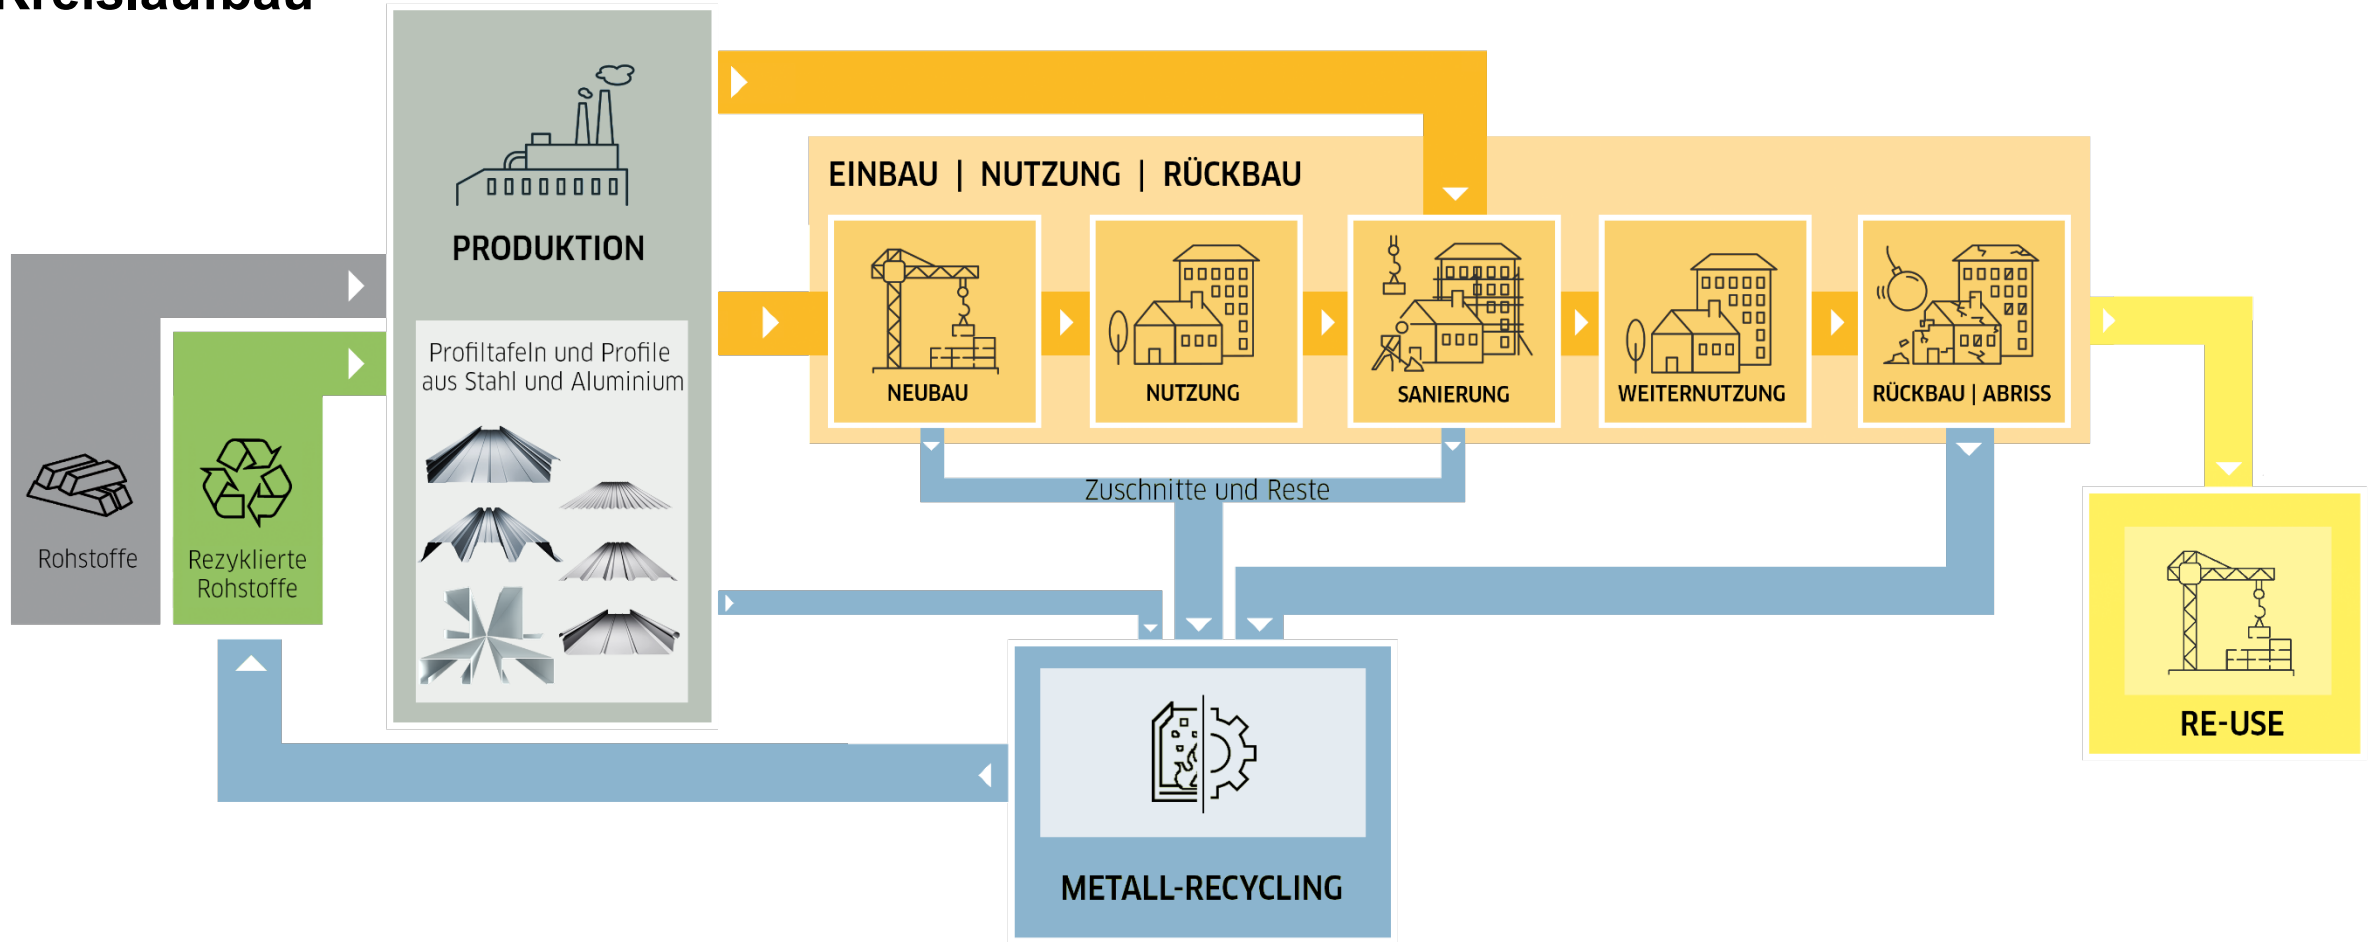 Kreislaufbau
PRODUKTION
Profiltafeln und Profile
aus Stahl und Aluminium
Rohstoffe
Rezyklierte
Rohstoffe
EINBAU | NUTZUNG | RÜCKBAU
NEUBAU
NUTZUNG
SANIERUNG
WEITERNUTZUNG
RÜCKBAU | ABRISS
Zuschnitte und Reste
METALL-RECYCLING
RE-USE